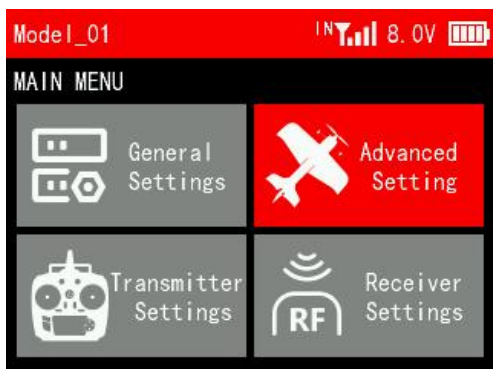 Model_01 IN 8.0V
MAIN MENU
General
Settings
Advanced
Setting
Transmitter
Settings
RF
Receiver
Settings